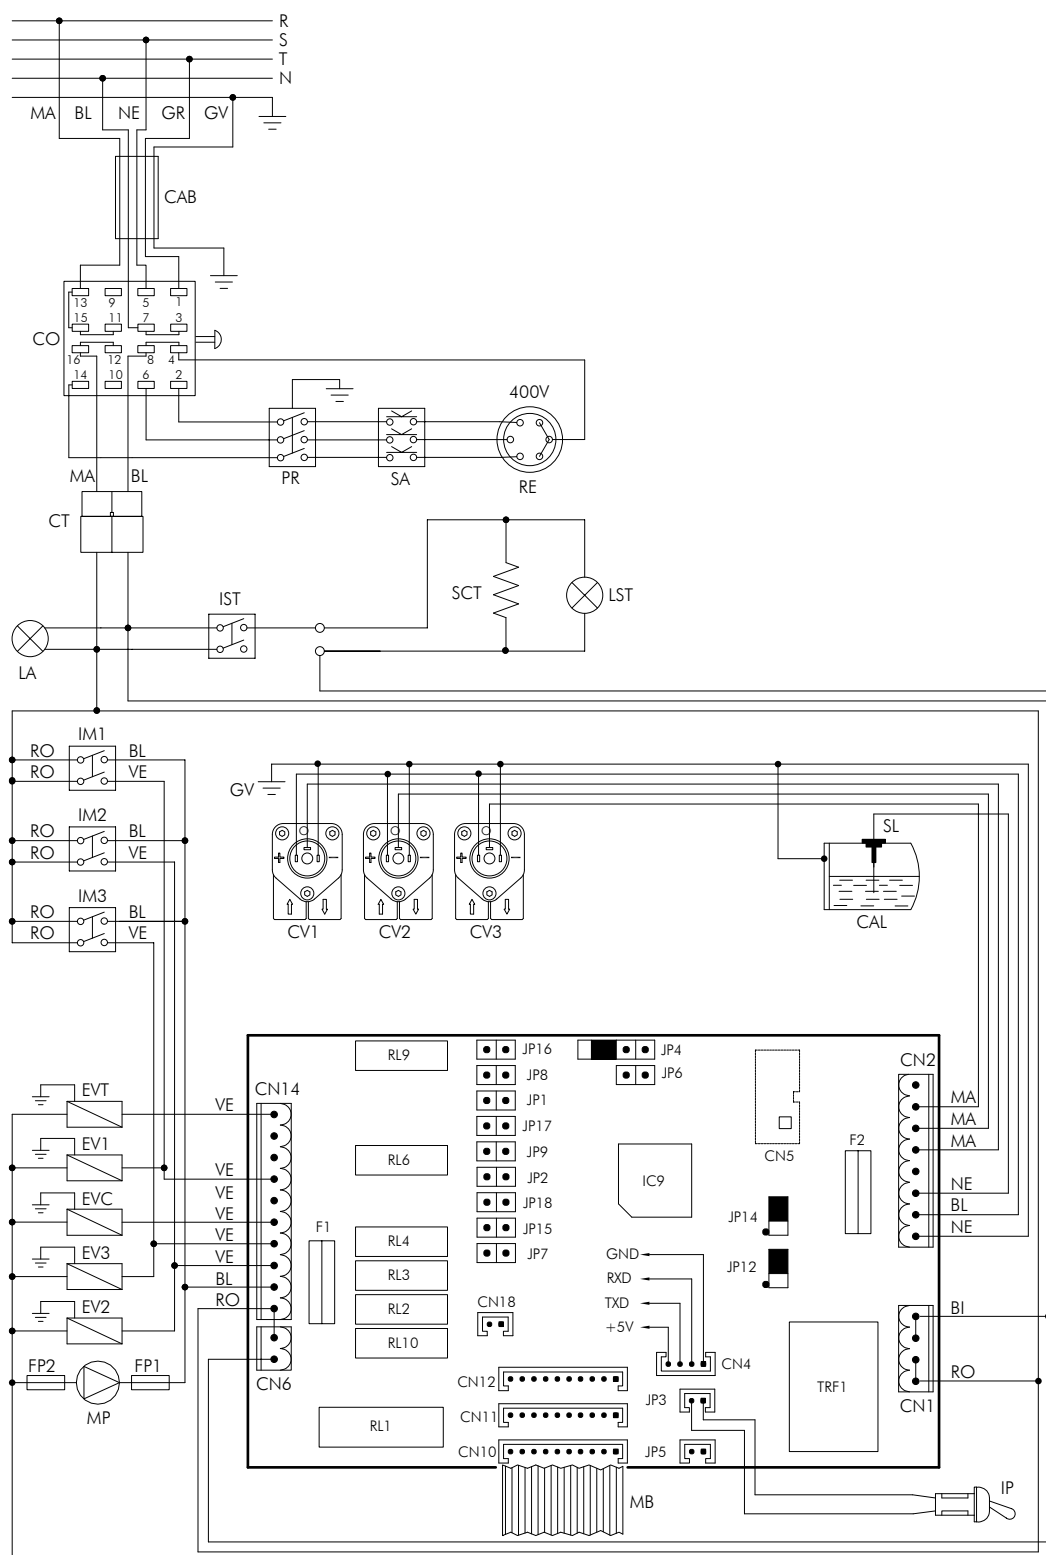 R
S
T
N
MA BL NE GR GV
CAB
13 9 5 1
15 11 7 3
CO
16 12 8 4
14 10 6 2
400V
PR SA RE
MA BL
CT
IST
SCT LST
LA
IM1
RO BL
RO VE
GV
IM2
RO BL
RO VE
SL
IM3
RO BL
RO VE
+ − + − + −
CV1 CV2 CV3
CAL
RL9 JP16 JP4
JP8 JP6
CN2
EVT
VE
CN14
JP1
MA
JP17
MA
EV1
JP9
CN5
F2
MA
VE
RL6
JP2
IC9
NE
EVC
VE
JP18
JP14
BL
VE
F1
JP15
NE
EV3
VE
RL4
JP7
GND
JP12
VE
RL3
RXD
BL
EV2
RO
RL2
CN18
TXD
BI
RL10
+5V
FP2 FP1
CN6
CN12
CN4
TRF1
RO
MP
JP3
CN1
RL1
CN11
CN10
JP5
MB
IP